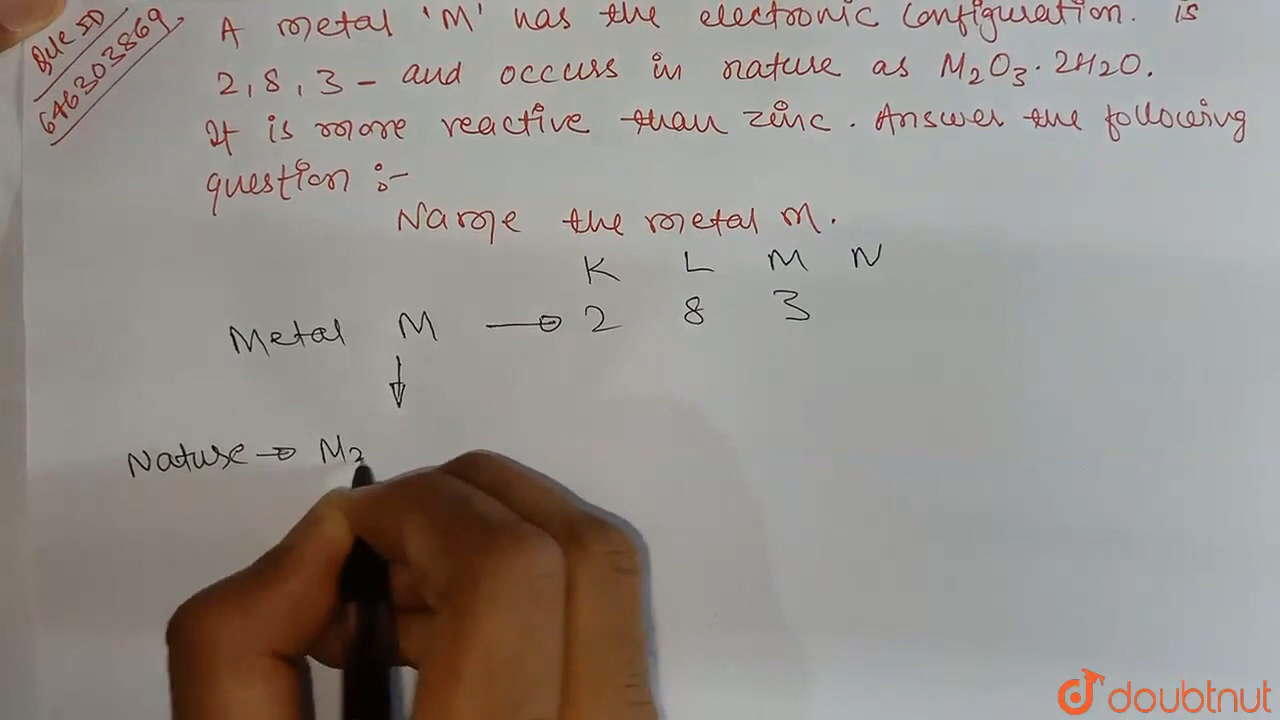 Que ID
646303869
A metal 'M' has the electronic configuration. is
2, 8, 3 - and occurs in nature as M2O3. 2H2O.
It is more reactive than zinc. Answer the following
question :-
Name the metal M.
K L M N
Metal M → 2 8 3
Nature → M2
doubtnut